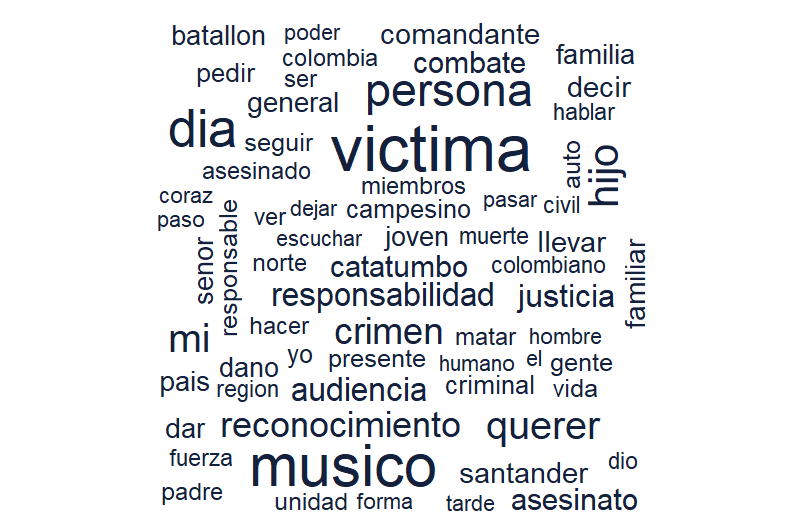 batallon poder comandante
colombia combate familia
pedir ser persona decir
general hablar
dia seguir victima auto hijo
asesinado miembros
coraz dejar campesino pasar civil
paso responsable ver
escuchar joven muerte llevar
senor norte catatumbo colombiano familiar
responsabilidad justicia
mi hacer crimen matar hombre
dano yo presente humano el gente
pais region audiencia criminal vida
dar reconocimiento querer
fuerza musico santander dio
padre unidad forma tarde asesinato